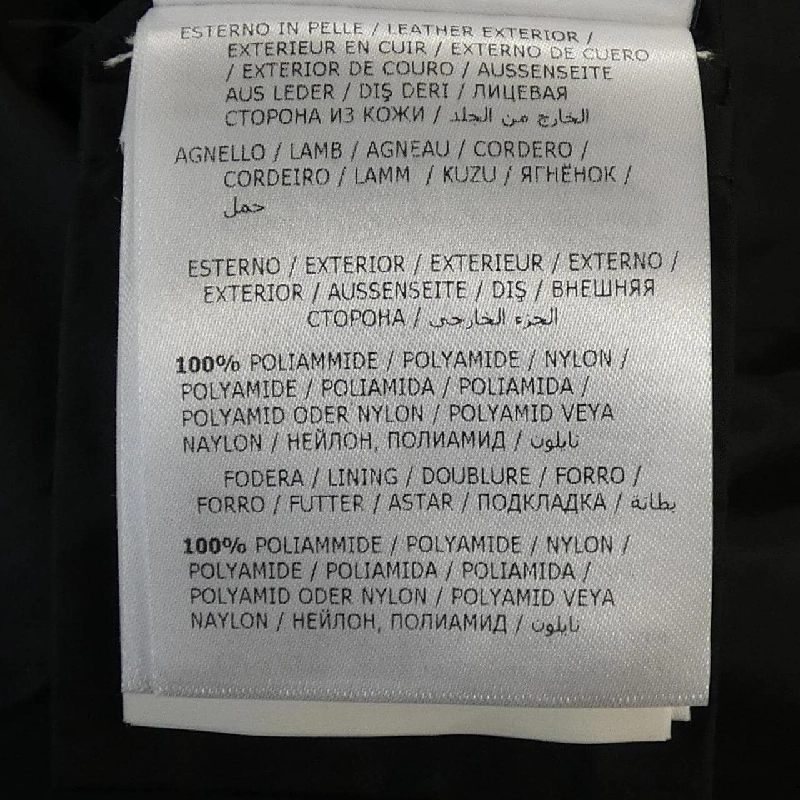 ESTERNO IN PELLE / LEATHER EXTERIOR /
EXTERIEUR EN CUIR / EXTERNO DE CUERO
/ EXTERIOR DE COURO / AUSSENSEITE
AUS LEDER / DIŞ DERI / ЛИЦЕВАЯ
СТОРОНА ИЗ КОЖИ / الخارج من الجلد
AGNELLO / LAMB / AGNEAU / CORDERO /
CORDEIRO / LAMM / KUZU / ЯГНЁНОК /
حمل
ESTERNO / EXTERIOR / EXTERIEUR / EXTERNO /
EXTERIOR / AUSSENSEITE / DIŞ / ВНЕШНЯЯ
СТОРОНА / الجزء الخارجى
100% POLIAMMIDE / POLYAMIDE / NYLON /
POLYAMIDE / POLIAMIDA / POLIAMIDA /
POLYAMID ODER NYLON / POLYAMID VEYA
NAYLON / НЕЙЛОН, ПОЛИАМИД / نايلون
FODERA / LINING / DOUBLURE / FORRO /
FORRO / FUTTER / ASTAR / ПОДКЛАДКА / بطانة
100% POLIAMMIDE / POLYAMIDE / NYLON /
POLYAMIDE / POLIAMIDA / POLIAMIDA /
POLYAMID ODER NYLON / POLYAMID VEYA
NAYLON / НЕЙЛОН, ПОЛИАМИД / نايلون